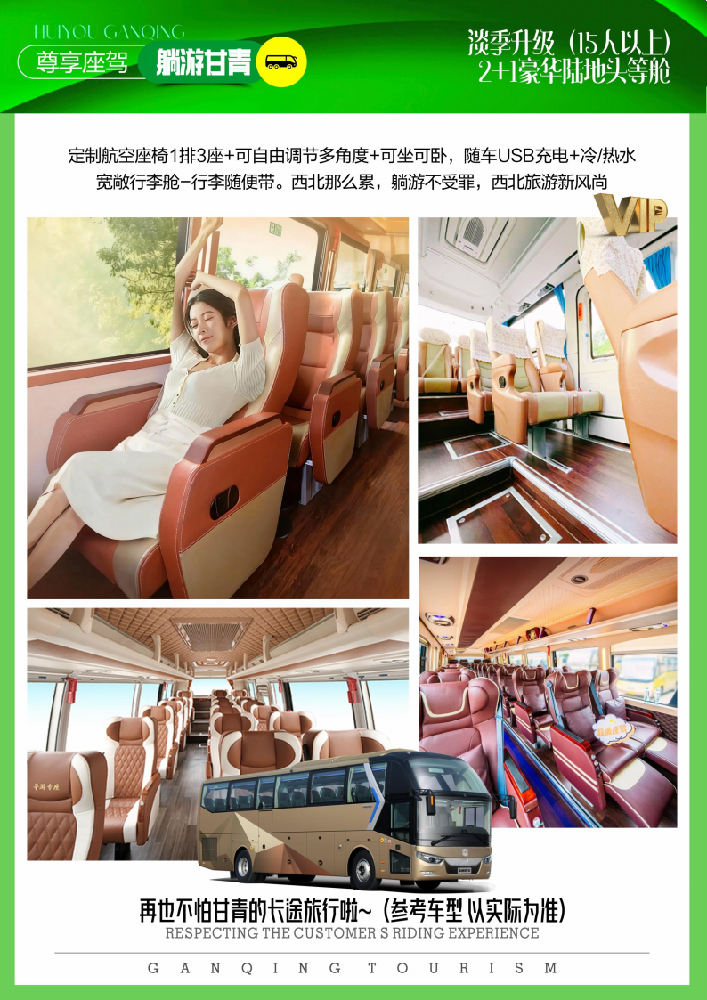 HUIYOU GANQING
尊享座驾
躺游甘青
淡季升级（15人以上）
2+1豪华陆地头等舱
定制航空座椅1排3座+可自由调节多角度+可坐可卧，随车USB充电+冷/热水
宽敞行李舱-行李随便带。西北那么累，躺游不受罪，西北旅游新风尚
VIP
导游专座
再也不怕甘青的长途旅行啦~（参考车型 以实际为准）
RESPECTING THE CUSTOMER'S RIDING EXPERIENCE
GANQING TOURISM